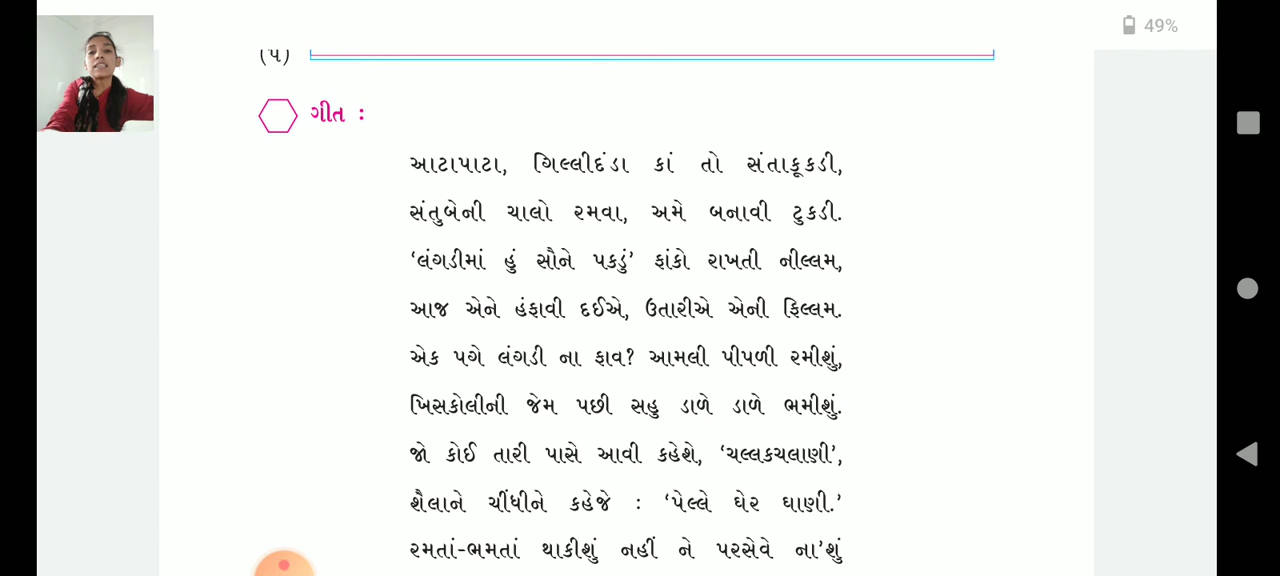 49%
(૫)
ગીત :
આટાપાટા, ગિલ્લીદંડા કાં તો સંતાકૂકડી,
સંતુબેની ચાલો રમવા, અમે બનાવી ટુકડી.
‘લંગડીમાં હું સૌને પકડું’ ફાંકો રાખતી નીલ્લમ,
આજ એને હંફાવી દઈએ, ઉતારીએ એની ફિલ્લમ.
એક પગે લંગડી ના ફાવ? આમલી પીપળી રમીશું,
ખિસકોલીની જેમ પછી સહુ ડાળે ડાળે ભમીશું.
જો કોઈ તારી પાસે આવી કહેશે, ‘ચલ્લકચલાણી’,
શૈલાને ચીંધીને કહેજે : ‘પેલ્લે ઘેર ઘાણી.’
રમતાં-ભમતાં થાકીશું નહીં ને પરસેવે ના’શું